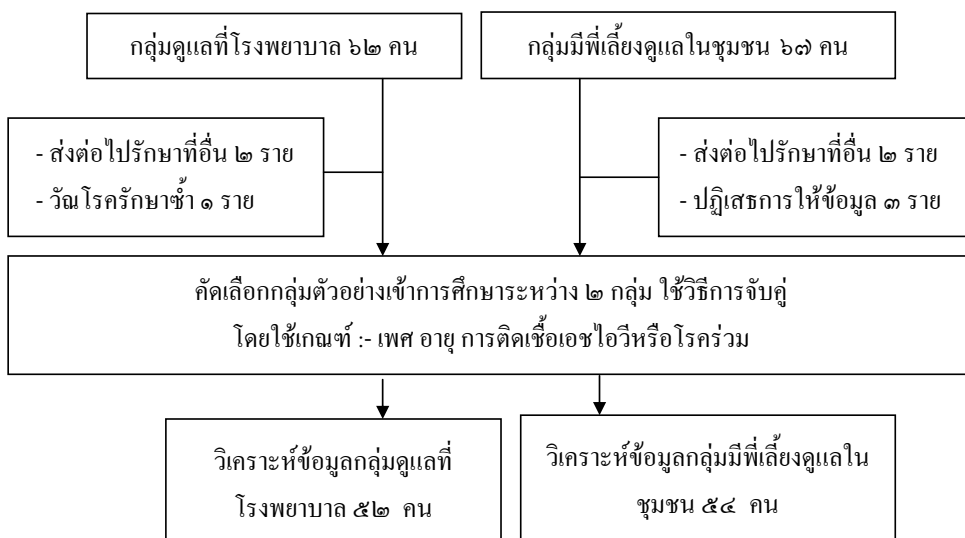 กลุ่มดูแลที่โรงพยาบาล ๖๒ คน
กลุ่มมีพี่เลี้ยงดูแลในชุมชน ๖๗ คน
- ส่งต่อไปรักษาที่อื่น ๒ ราย
- วัณโรครักษาซ้ำ ๑ ราย
- ส่งต่อไปรักษาที่อื่น ๒ ราย
- ปฏิเสธการให้ข้อมูล ๓ ราย
คัดเลือกกลุ่มตัวอย่างเข้าการศึกษาระหว่าง ๒ กลุ่ม ใช้วิธีการจับคู่
โดยใช้เกณฑ์ :- เพศ อายุ การติดเชื้อเอชไอวีหรือโรคร่วม
วิเคราะห์ข้อมูลกลุ่มดูแลที่
โรงพยาบาล ๕๒ คน
วิเคราะห์ข้อมูลกลุ่มมีพี่เลี้ยงดูแลใน
ชุมชน ๕๔ คน